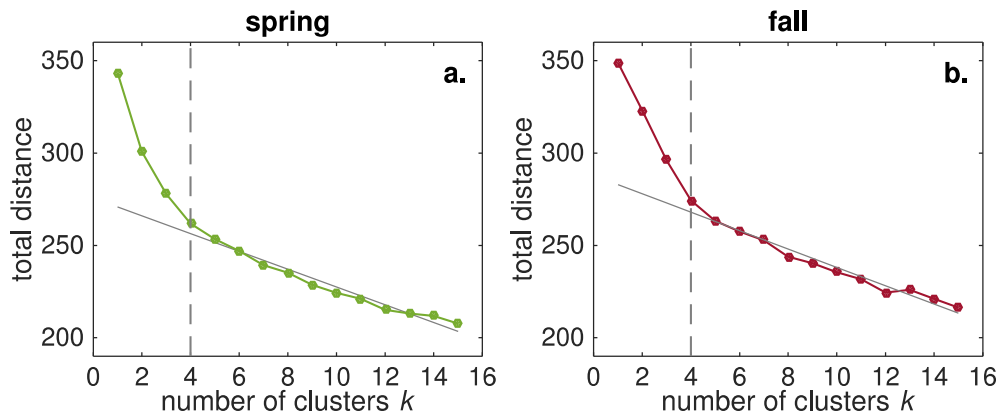 spring
a.
total distance
350
300
250
200
0 2 4 6 8 10 12 14 16
number of clusters k
fall
b.
total distance
350
300
250
200
0 2 4 6 8 10 12 14 16
number of clusters k